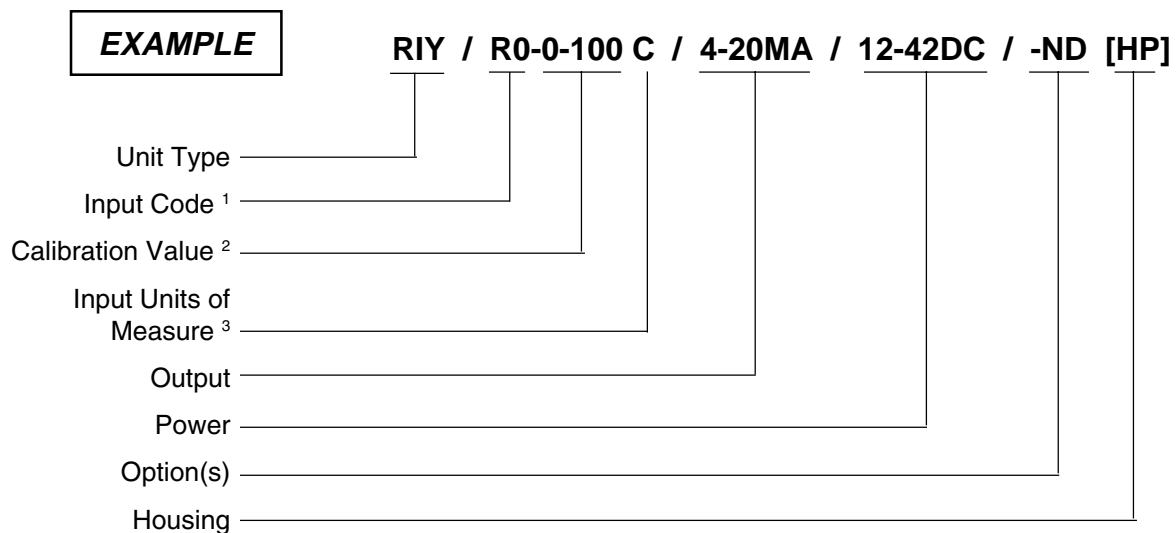 EXAMPLE
RIY / R0-0-100 C / 4-20MA / 12-42DC / -ND [HP]
Unit Type
Input Code ¹
Calibration Value ²
Input Units of
Measure ³
Output
Power
Option(s)
Housing